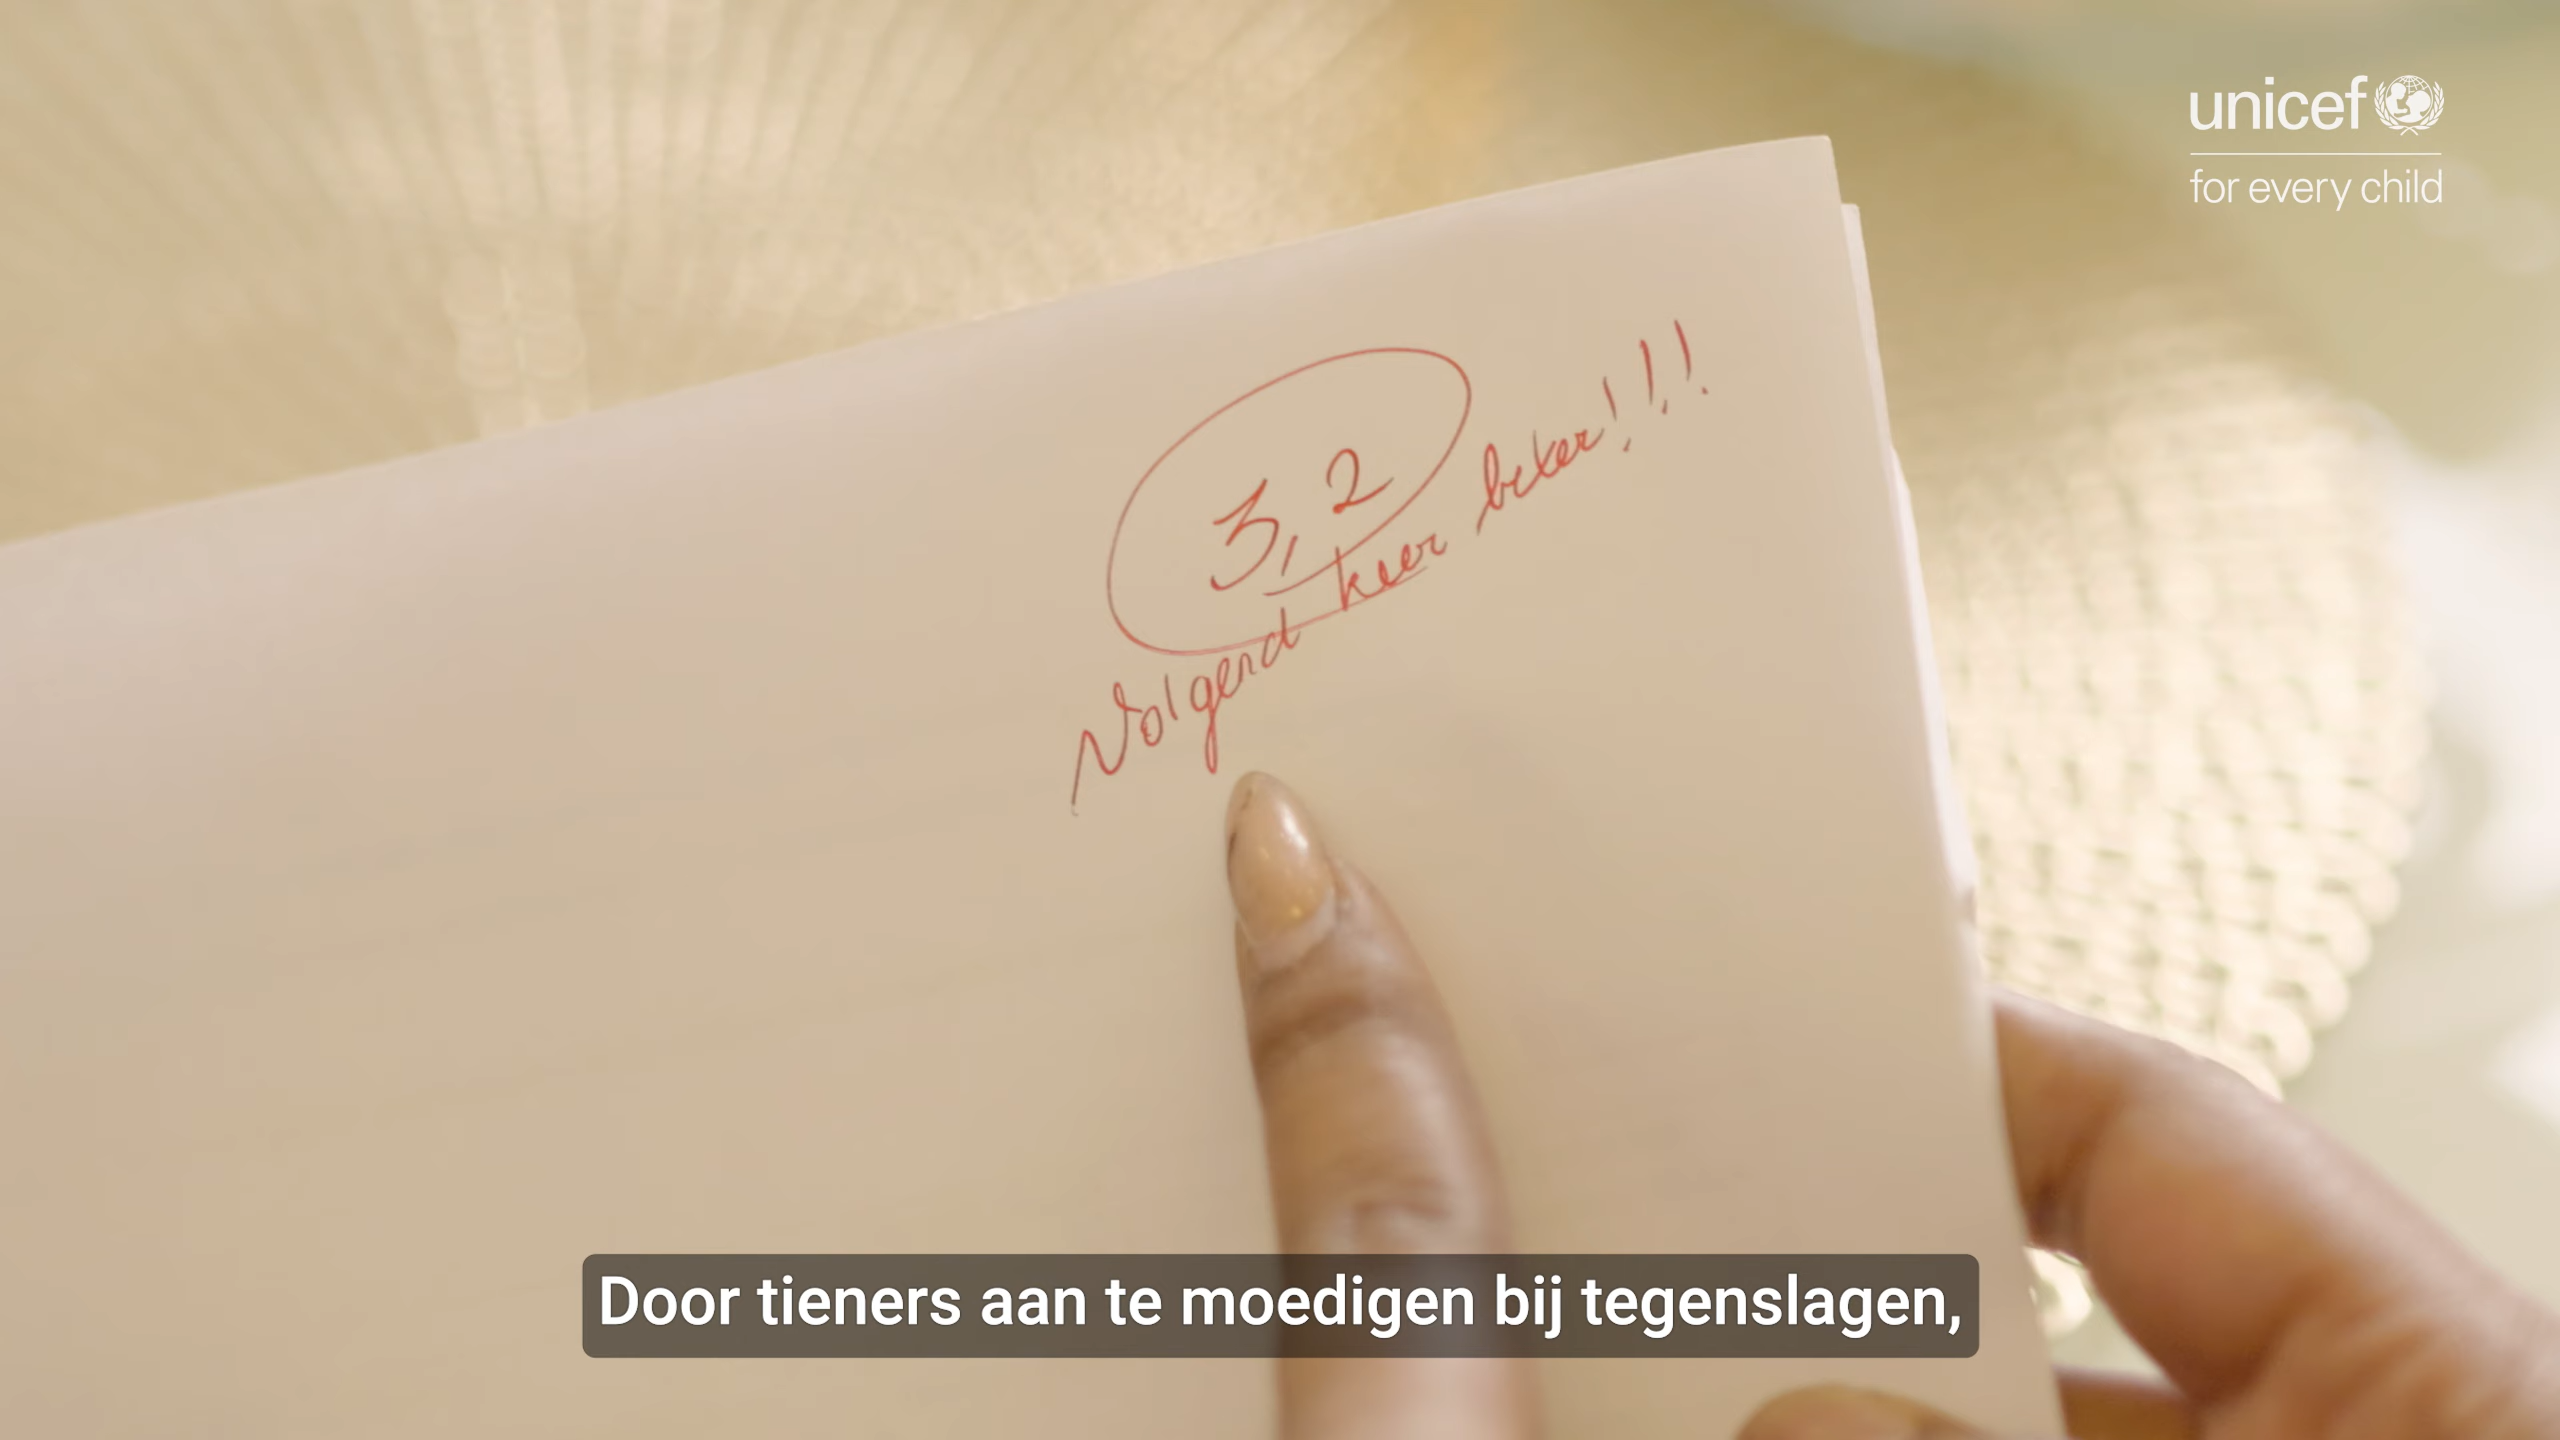 unicef
for every child
3,2
Volgend keer beter!!!
Door tieners aan te moedigen bij tegenslagen,